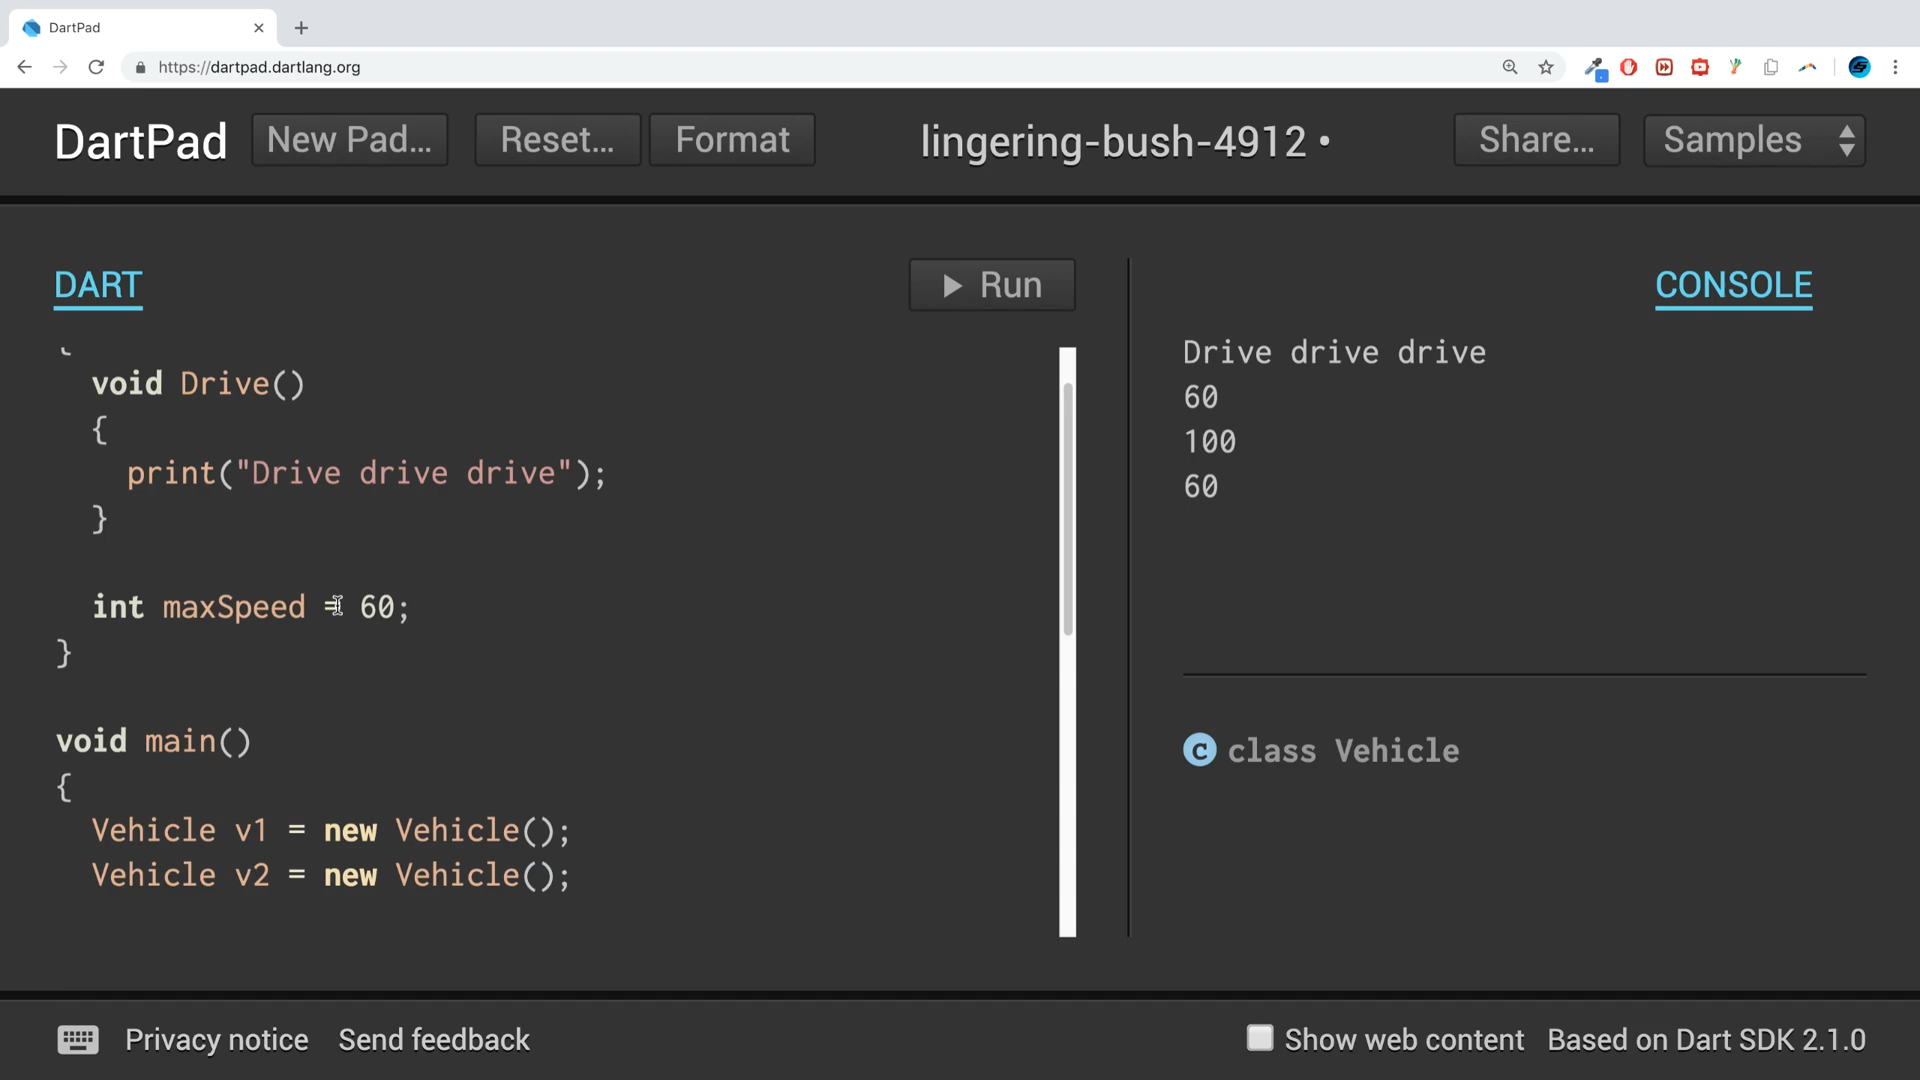 DartPad
https://dartpad.dartlang.org
DartPad
New Pad...
Reset...
Format
lingering-bush-4912 •
Share...
Samples
DART
Run
CONSOLE
{
void Drive()
{
print("Drive drive drive");
}
int maxSpeed = 60;
}
void main()
{
Vehicle v1 = new Vehicle();
Vehicle v2 = new Vehicle();
Drive drive drive
60
100
60
C class Vehicle
Privacy notice
Send feedback
Show web content
Based on Dart SDK 2.1.0